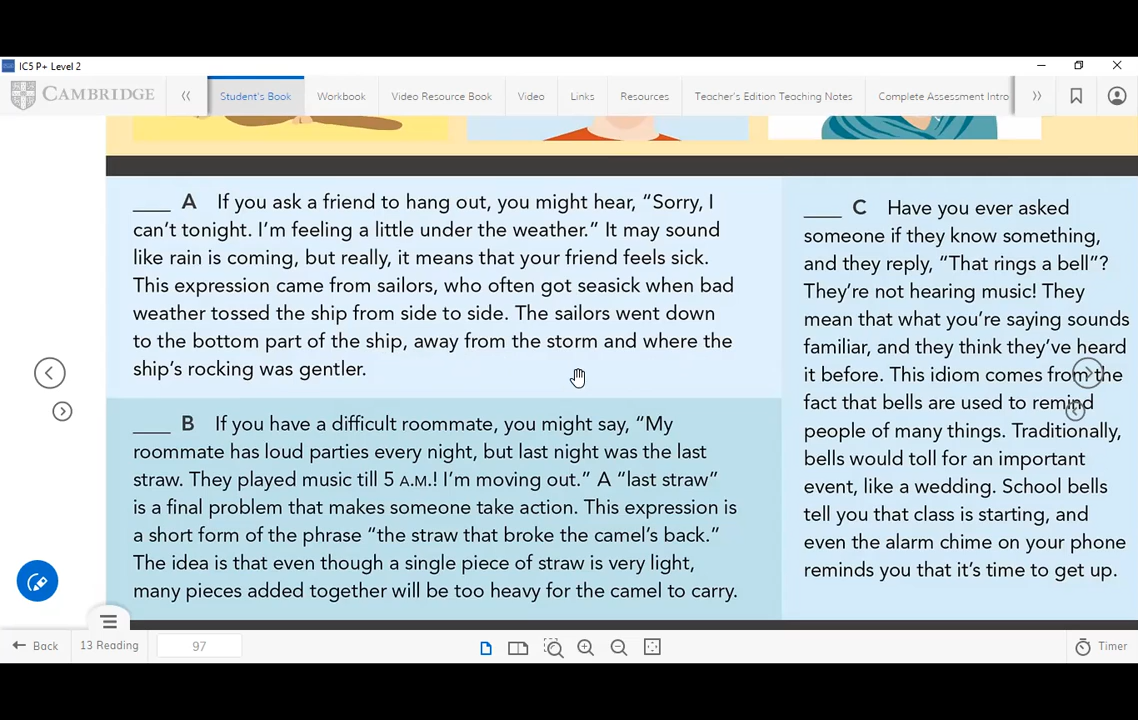 IC5 P+ Level 2
CAMBRIDGE
Student's Book
Workbook
Video Resource Book
Video
Links
Resources
Teacher's Edition Teaching Notes
Complete Assessment Intro
____ A If you ask a friend to hang out, you might hear, “Sorry, I
can't tonight. I'm feeling a little under the weather.” It may sound
like rain is coming, but really, it means that your friend feels sick.
This expression came from sailors, who often got seasick when bad
weather tossed the ship from side to side. The sailors went down
to the bottom part of the ship, away from the storm and where the
ship's rocking was gentler.
____ B If you have a difficult roommate, you might say, “My
roommate has loud parties every night, but last night was the last
straw. They played music till 5 A.M.! I'm moving out.” A “last straw”
is a final problem that makes someone take action. This expression is
a short form of the phrase “the straw that broke the camel's back.”
The idea is that even though a single piece of straw is very light,
many pieces added together will be too heavy for the camel to carry.
____ C Have you ever asked
someone if they know something,
and they reply, “That rings a bell”?
They're not hearing music! They
mean that what you're saying sounds
familiar, and they think they've heard
it before. This idiom comes from the
fact that bells are used to remind
people of many things. Traditionally,
bells would toll for an important
event, like a wedding. School bells
tell you that class is starting, and
even the alarm chime on your phone
reminds you that it's time to get up.
Back
13 Reading
97
Timer